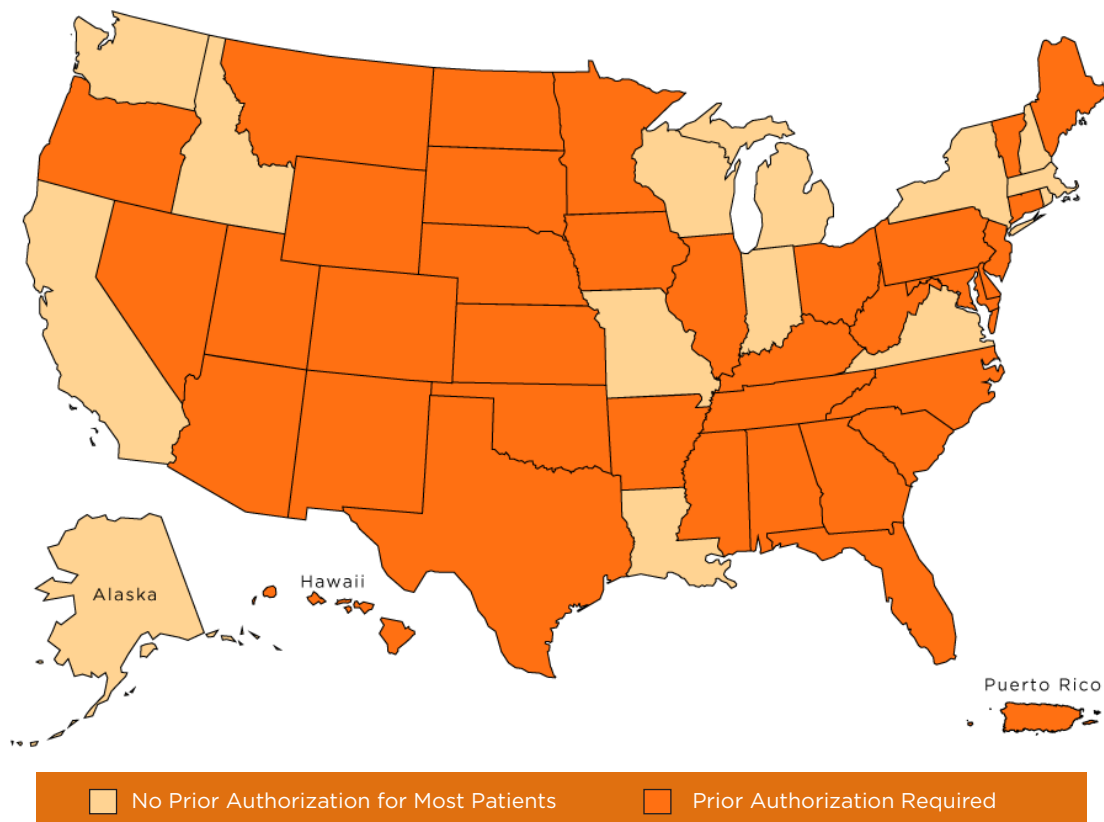 Alaska
Hawaii
Puerto Rico
No Prior Authorization for Most Patients
Prior Authorization Required